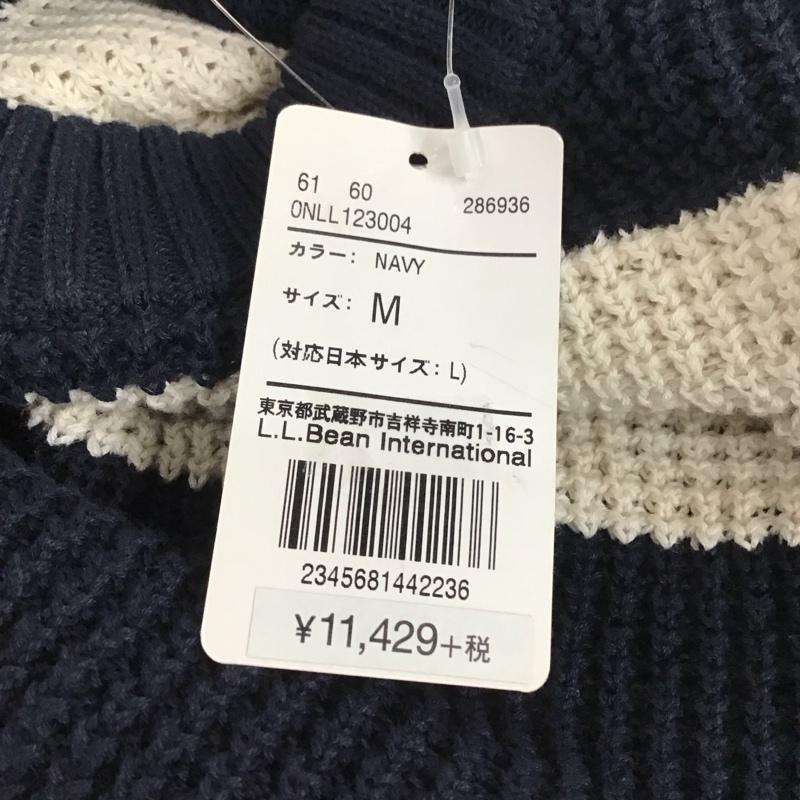 61 60 286936
0NLL123004
カラー: NAVY
サイズ: M
(対応日本サイズ: L)
東京都武蔵野市吉祥寺南町1-16-3
L.L.Bean International
2345681442236
¥11,429+税